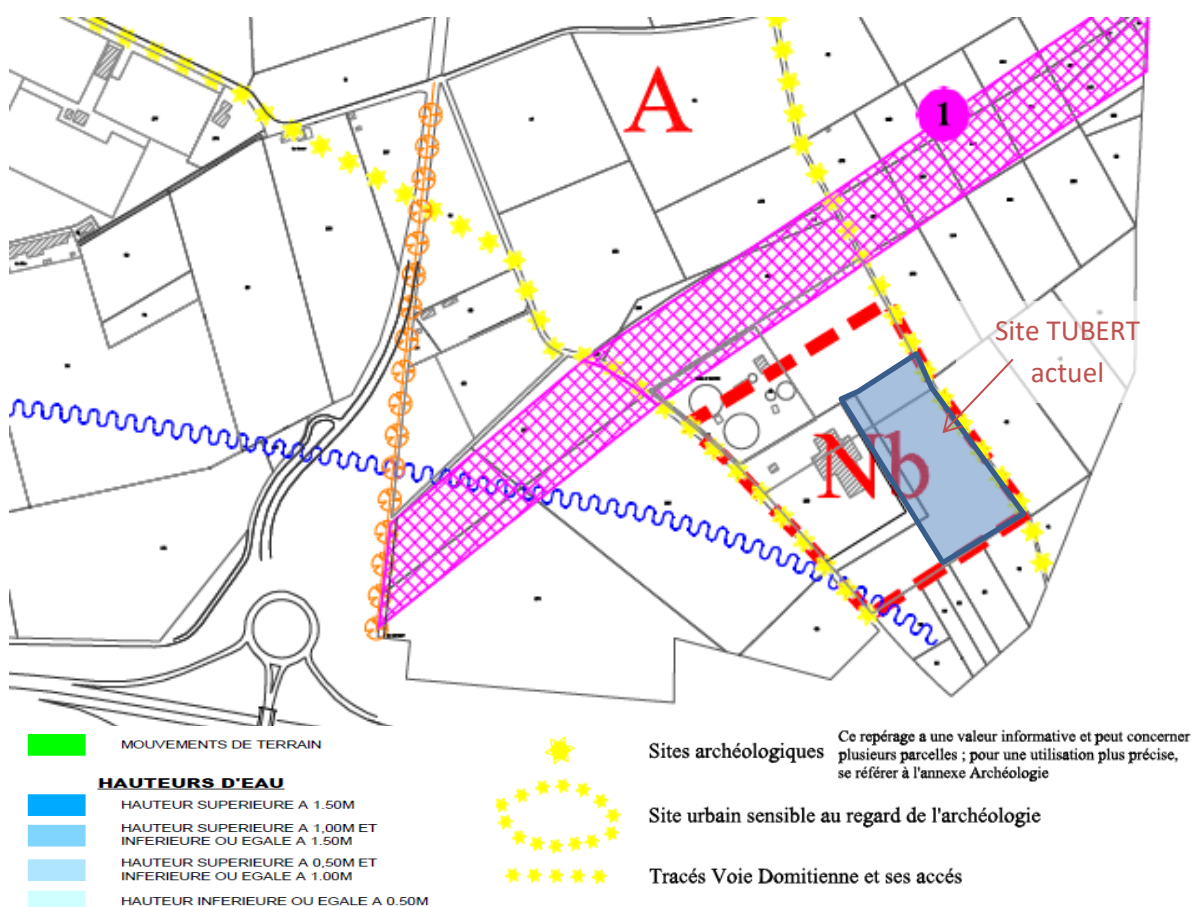 A
1
Site TUBERT
actuel
Nb
MOUVEMENTS DE TERRAIN
HAUTEURS D'EAU
HAUTEUR SUPERIEURE A 1.50M
HAUTEUR SUPERIEURE A 1,00M ET
INFERIEURE OU EGALE A 1.50M
HAUTEUR SUPERIEURE A 0,50M ET
INFERIEURE OU EGALE A 1.00M
HAUTEUR INFERIEURE OU EGALE A 0.50M
Sites archéologiques
Ce repérage a une valeur informative et peut concerner
plusieurs parcelles ; pour une utilisation plus précise,
se référer à l'annexe Archéologie
Site urbain sensible au regard de l'archéologie
Tracés Voie Domitienne et ses accés